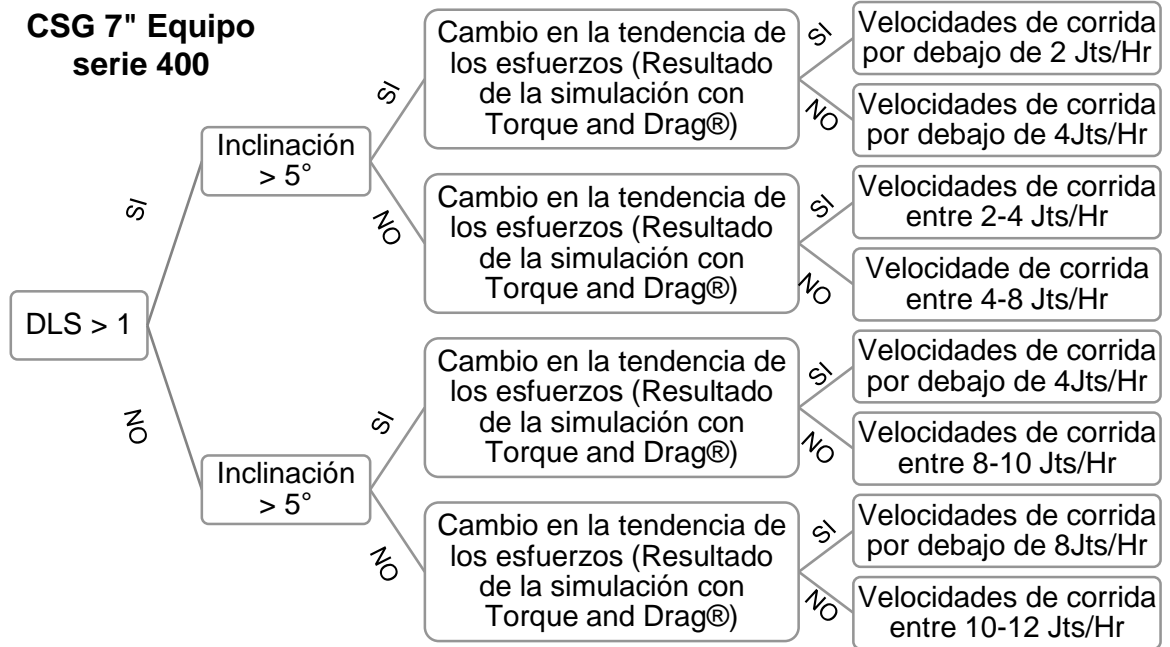 CSG 7" Equipo
serie 400
DLS > 1
SI
NO
Inclinación
> 5°
SI
NO
Inclinación
> 5°
SI
NO
Cambio en la tendencia de
los esfuerzos (Resultado
de la simulación con
Torque and Drag®)
SI
NO
Cambio en la tendencia de
los esfuerzos (Resultado
de la simulación con
Torque and Drag®)
SI
NO
Cambio en la tendencia de
los esfuerzos (Resultado
de la simulación con
Torque and Drag®)
SI
NO
Cambio en la tendencia de
los esfuerzos (Resultado
de la simulación con
Torque and Drag®)
SI
NO
Velocidades de corrida
por debajo de 2 Jts/Hr
Velocidades de corrida
por debajo de 4Jts/Hr
Velocidades de corrida
entre 2-4 Jts/Hr
Velocidade de corrida
entre 4-8 Jts/Hr
Velocidades de corrida
por debajo de 4Jts/Hr
Velocidades de corrida
entre 8-10 Jts/Hr
Velocidades de corrida
por debajo de 8Jts/Hr
Velocidades de corrida
entre 10-12 Jts/Hr